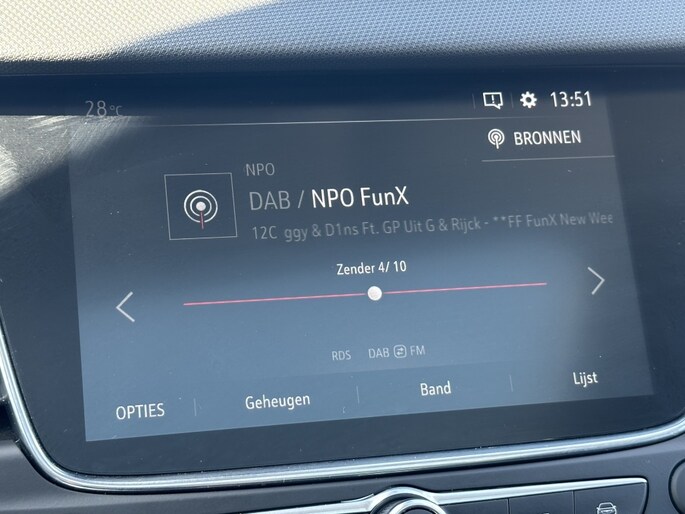 28 °C
13:51
BRONNEN
NPO
DAB / NPO FunX
12C ggy & D1ns Ft. GP Uit G & Rijck - **FF FunX New Wee
Zender 4/ 10
RDS DAB FM
OPTIES Geheugen Band Lijst